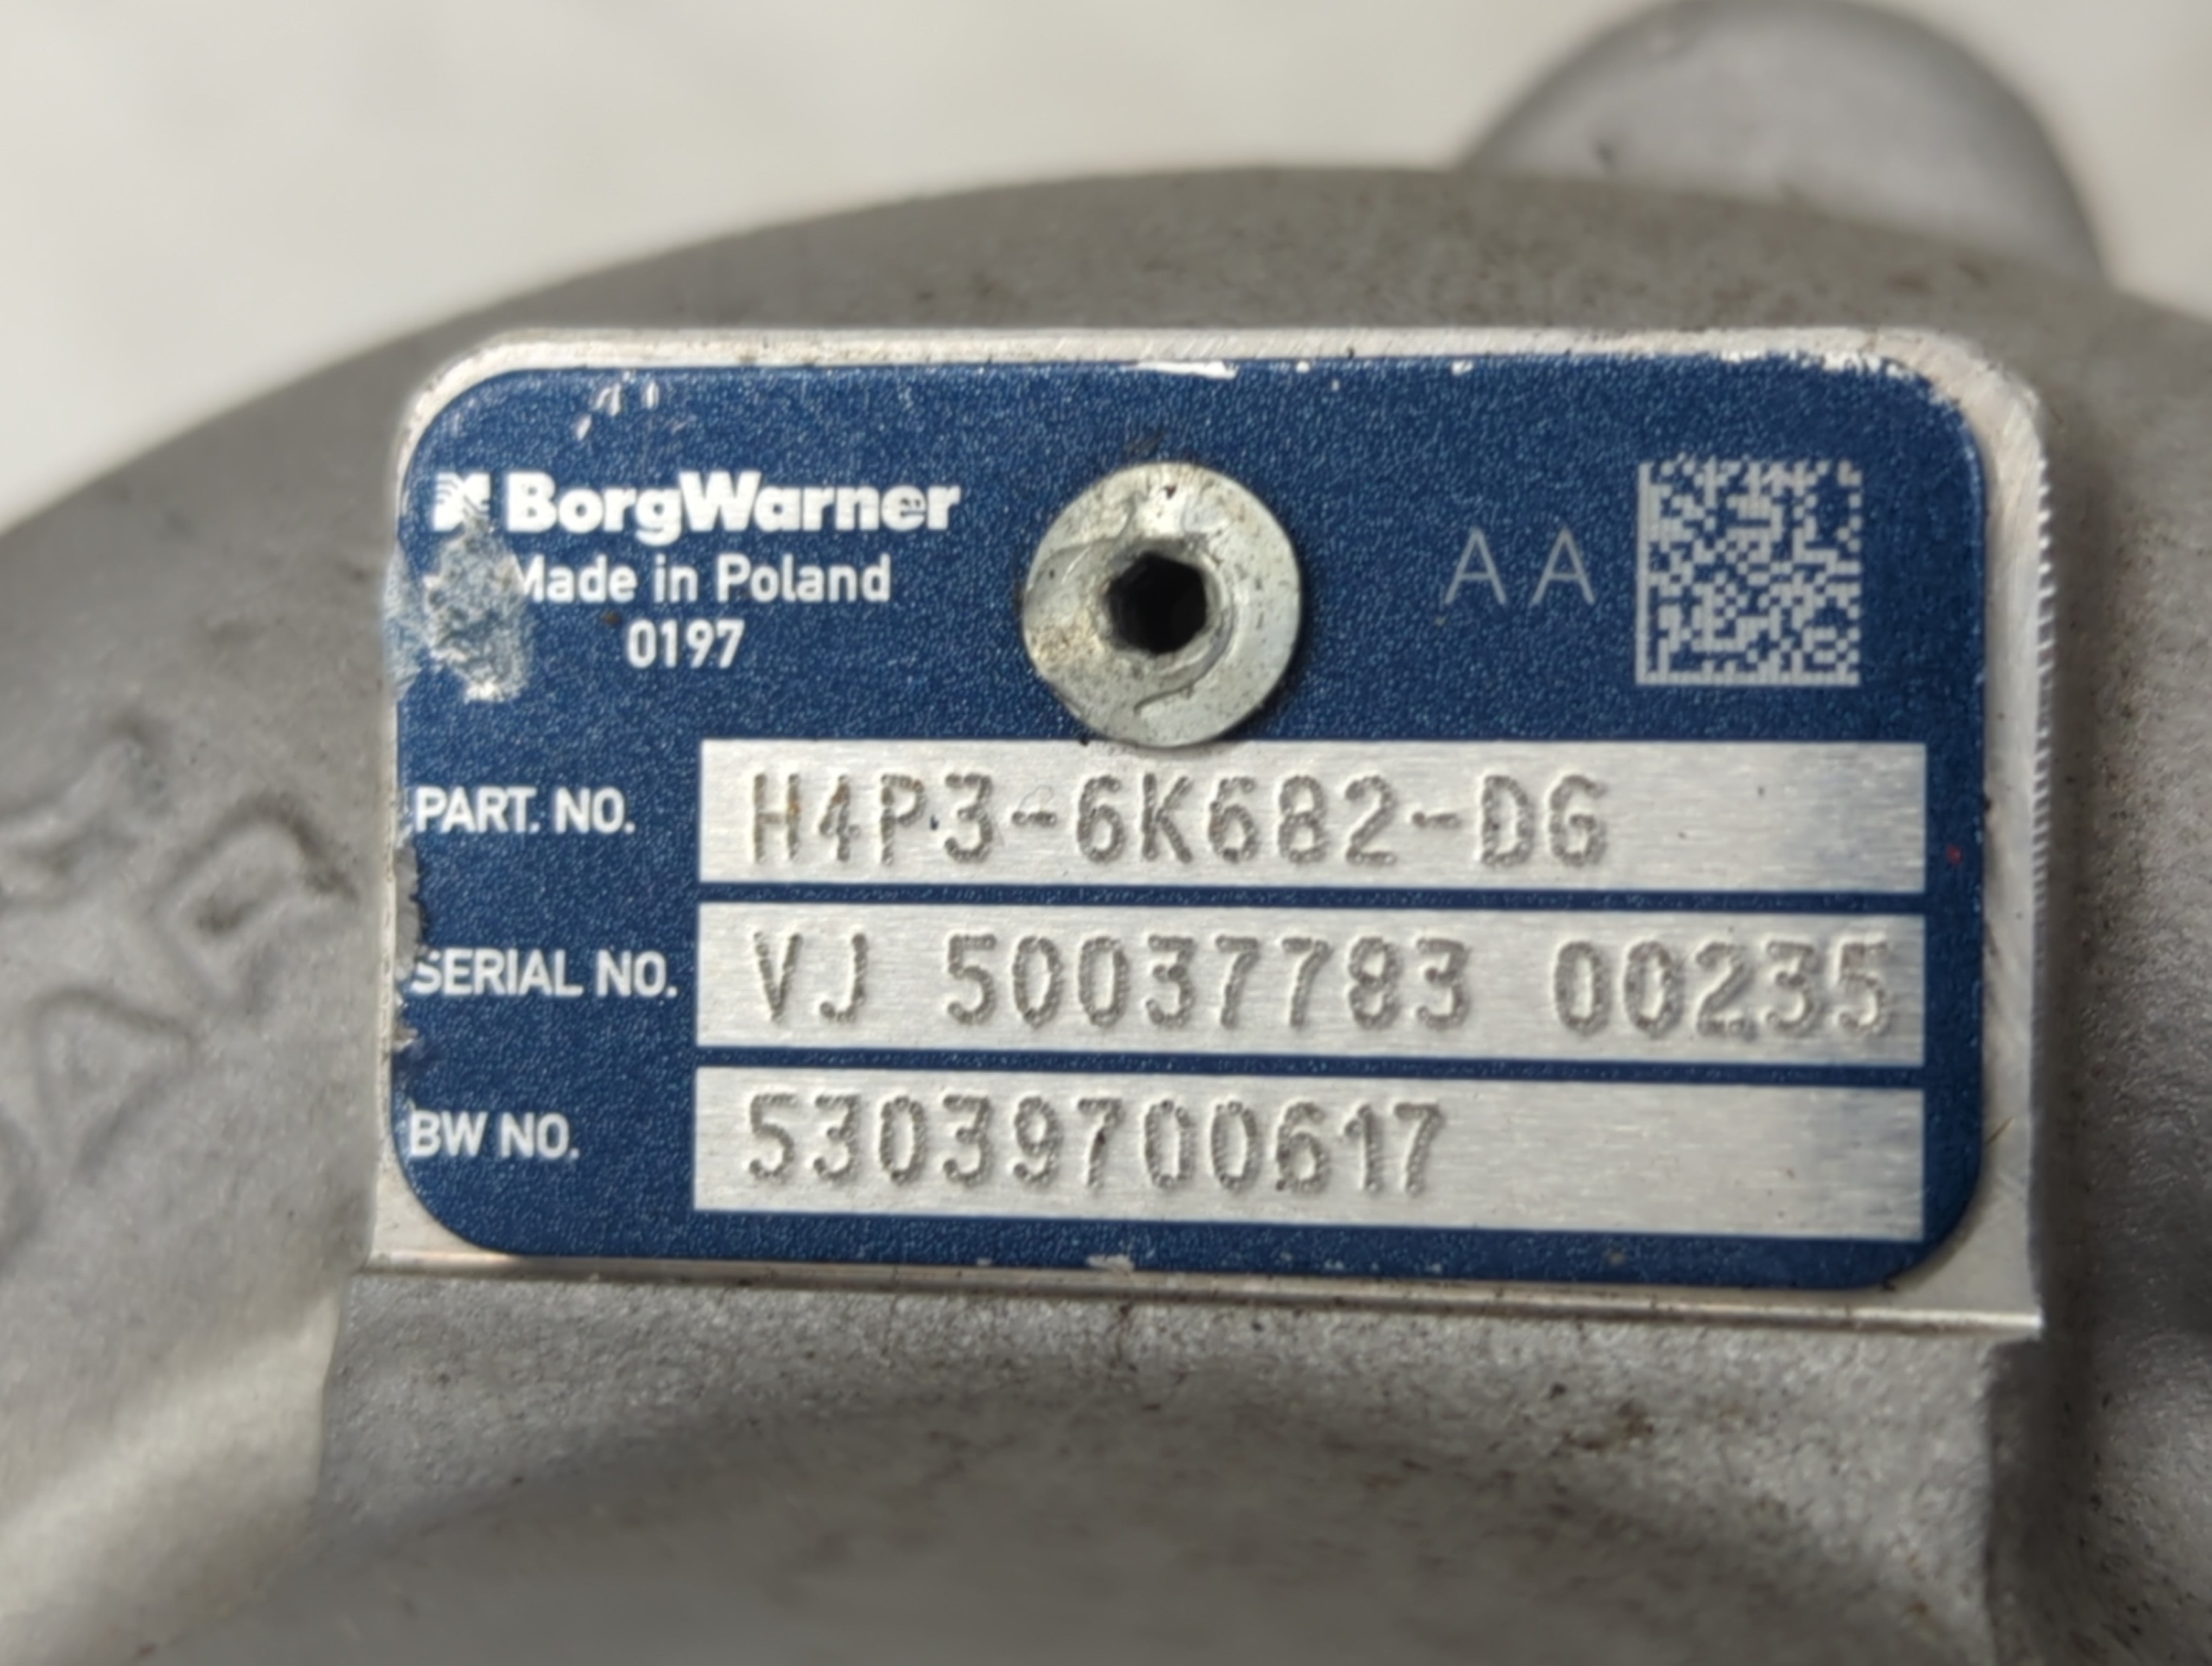 BorgWarner
Made in Poland
0197
AA
PART. NO. H4P3-6K682-DG
SERIAL NO. VJ 50037783 00235
BW NO. 53039700617